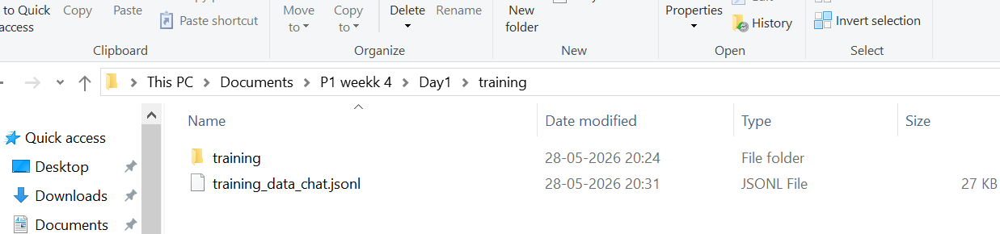 to Quick access
Copy
Paste
Paste shortcut
Clipboard
Move to
Copy to
Delete
Rename
Organize
New folder
New
Properties
History
Open
Invert selection
Select
This PC > Documents > P1 weekk 4 > Day1 > training
Name Date modified Type Size
Quick access
Desktop
Downloads
Documents
training 28-05-2026 20:24 File folder
training_data_chat.jsonl 28-05-2026 20:31 JSONL File 27 KB